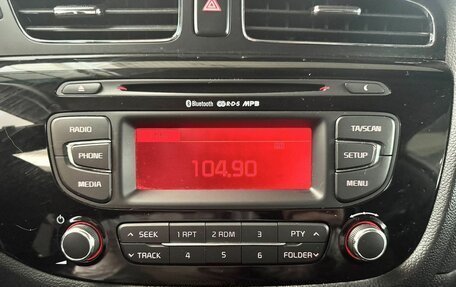 Bluetooth R·D·S MP3
RADIO
TA/SCAN
PHONE
104.90
SETUP
MEDIA
MENU
SEEK 1 RPT 2 RDM 3 PTY
TRACK 4 5 6 FOLDER